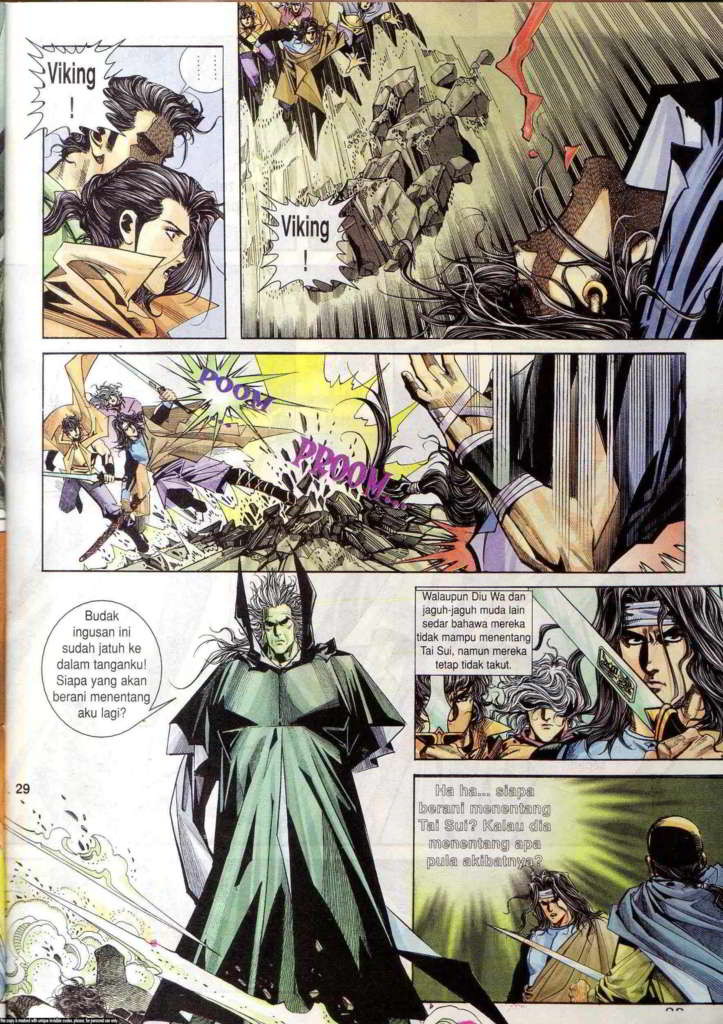 Viking
!
......
Viking
!
POOM
PROOM...
Budak
ingusan ini
sudah jatuh ke
dalam tanganku!
Siapa yang akan
berani menentang
aku lagi?
Walaupun Diu Wa dan
jaguh-jaguh muda lain
sedar bahawa mereka
tidak mampu menentang
Tai Sui, namun mereka
tetap tidak takut.
29
Ha ha... siapa
berani menentang
Tai Sui? Kalau dia
menentang apa
pula akibatnya?